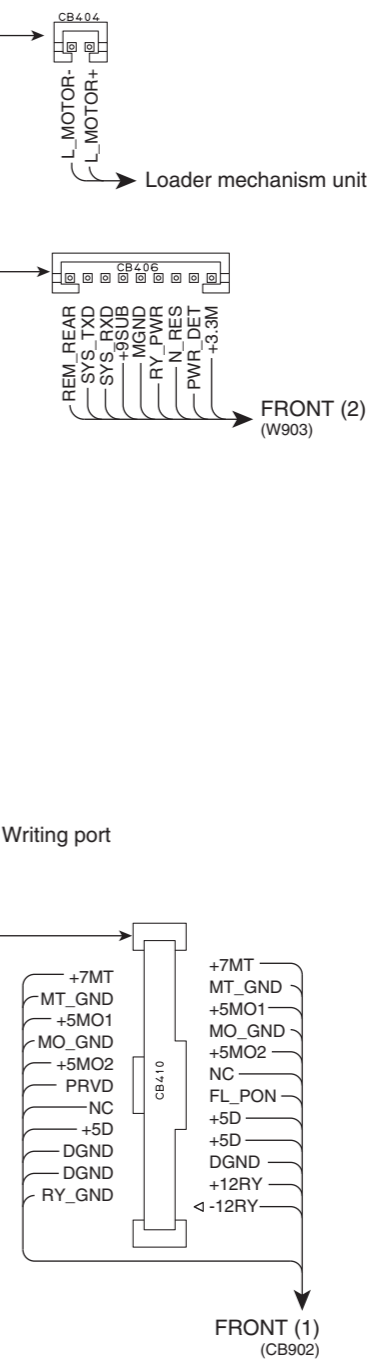 CB404
L_MOTOR-
L_MOTOR+
Loader mechanism unit
CB406
REM_REAR
SYS_TXD
SYS_RXD
+9SUB
MGND
RY_PWR
N_RES
PWR_DET
+3.3M
FRONT (2)
(W903)
Writing port
CB410
+7MT
MT_GND
+5MO1
MO_GND
+5MO2
PRVD
NC
+5D
DGND
DGND
RY_GND
+7MT
MT_GND
+5MO1
MO_GND
+5MO2
NC
FL_PON
+5D
+5D
DGND
+12RY
-12RY
FRONT (1)
(CB902)